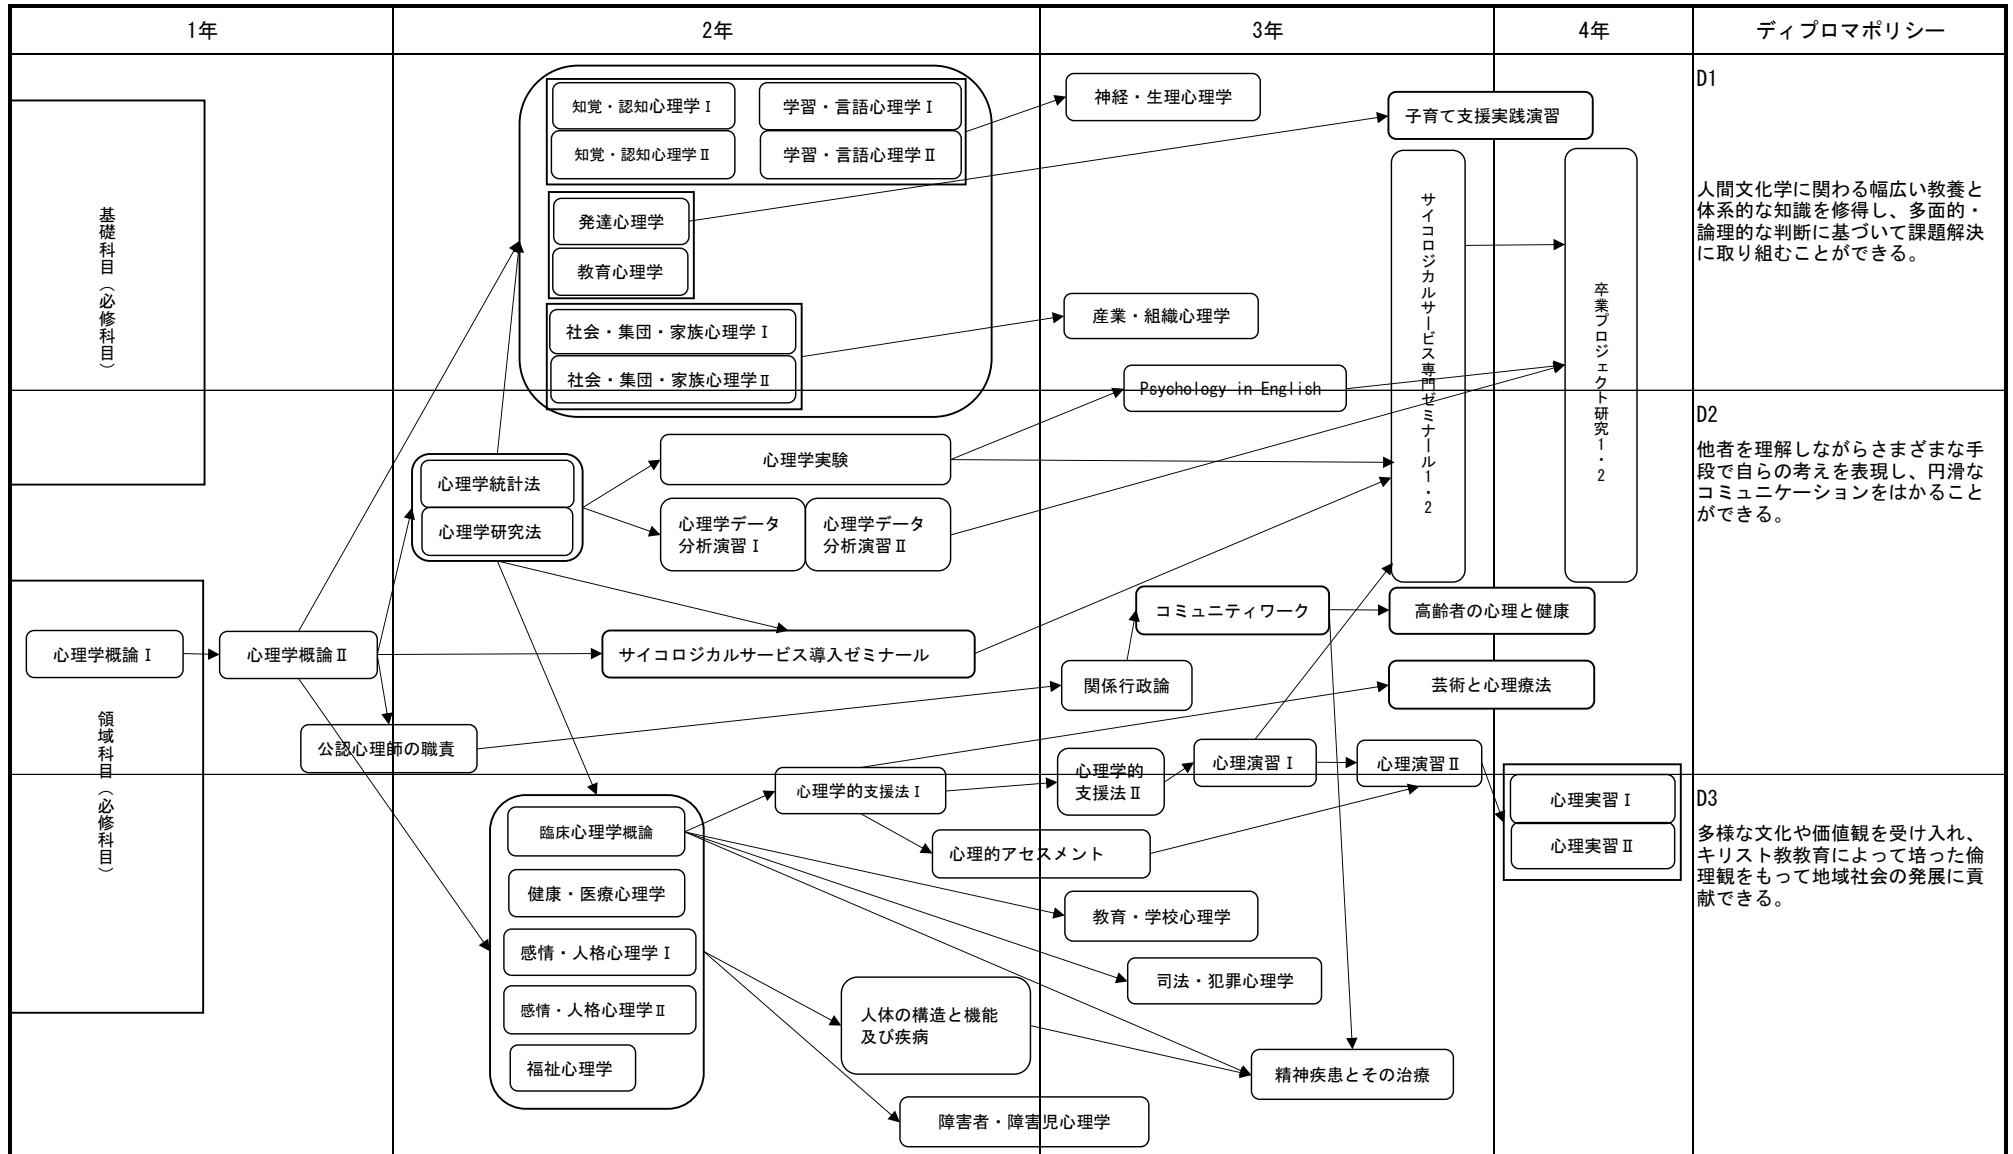 1年
2年
3年
4年
ディプロマポリシー
基礎科目（必修科目）
領域科目（必修科目）
心理学概論Ⅰ
心理学概論Ⅱ
公認心理師の職責
知覚・認知心理学Ⅰ
学習・言語心理学Ⅰ
知覚・認知心理学Ⅱ
学習・言語心理学Ⅱ
発達心理学
教育心理学
社会・集団・家族心理学Ⅰ
社会・集団・家族心理学Ⅱ
心理学統計法
心理学研究法
心理学実験
心理学データ
分析演習Ⅰ
心理学データ
分析演習Ⅱ
サイコロジカルサービス導入ゼミナール
臨床心理学概論
健康・医療心理学
感情・人格心理学Ⅰ
感情・人格心理学Ⅱ
福祉心理学
心理学的支援法Ⅰ
心理的アセスメント
人体の構造と機能
及び疾病
障害者・障害児心理学
神経・生理心理学
産業・組織心理学
Psychology in English
コミュニティワーク
関係行政論
心理学的
支援法Ⅱ
心理演習Ⅰ
心理演習Ⅱ
教育・学校心理学
司法・犯罪心理学
精神疾患とその治療
子育て支援実践演習
サイコロジカルサービス専門ゼミナール1・2
卒業プロジェクト研究1・2
高齢者の心理と健康
芸術と心理療法
心理実習Ⅰ
心理実習Ⅱ
D1
人間文化学に関わる幅広い教養と
体系的な知識を修得し、多面的・
論理的な判断に基づいて課題解決
に取り組むことができる。
D2
他者を理解しながらさまざまな手
段で自らの考えを表現し、円滑な
コミュニケーションをはかること
ができる。
D3
多様な文化や価値観を受け入れ、
キリスト教教育によって培った倫
理観をもって地域社会の発展に貢
献できる。